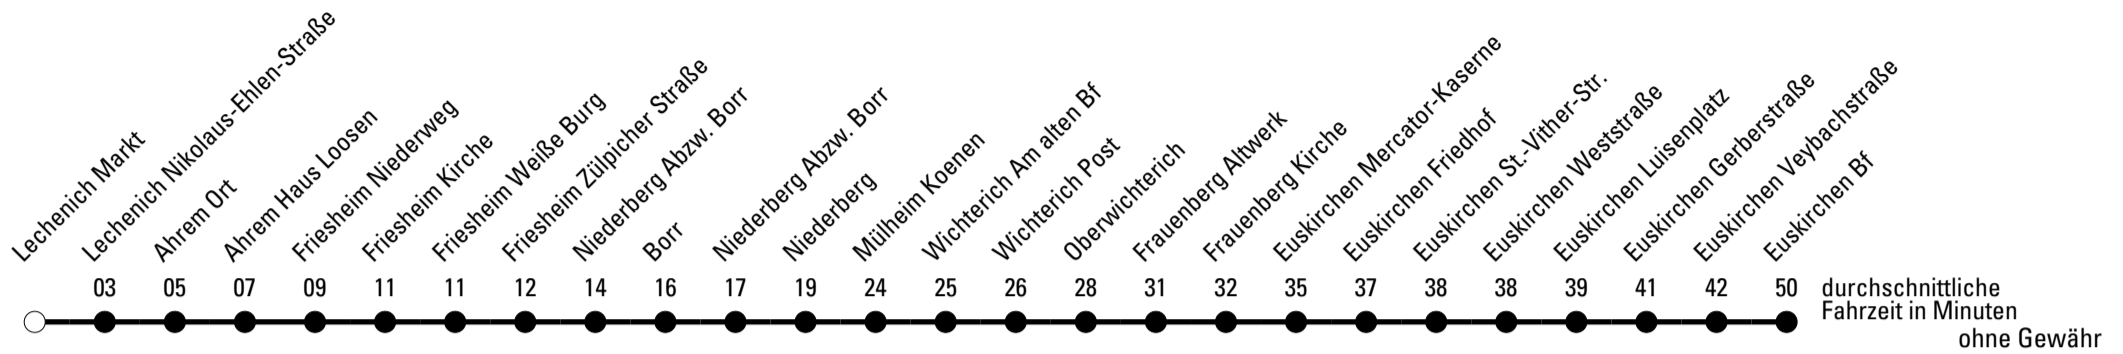 Lechenich Markt
Lechenich Nikolaus-Ehlen-Straße
Ahrem Ort
Ahrem Haus Loosen
Friesheim Niederweg
Friesheim Kirche
Friesheim Weiße Burg
Friesheim Zülpicher Straße
Niederberg Abzw. Borr
Borr
Niederberg Abzw. Borr
Niederberg
Mülheim Koenen
Wichterich Am alten Bf
Wichterich Post
Oberwichterich
Frauenberg Altwerk
Frauenberg Kirche
Euskirchen Mercator-Kaserne
Euskirchen Friedhof
Euskirchen St.-Vither-Str.
Euskirchen Weststraße
Euskirchen Luisenplatz
Euskirchen Gerberstraße
Euskirchen Veybachstraße
Euskirchen Bf
03 05 07 09 11 11 12 14 16 17 19 24 25 26 28 31 32 35 37 38 38 39 41 42 50
durchschnittliche
Fahrzeit in Minuten
ohne Gewähr